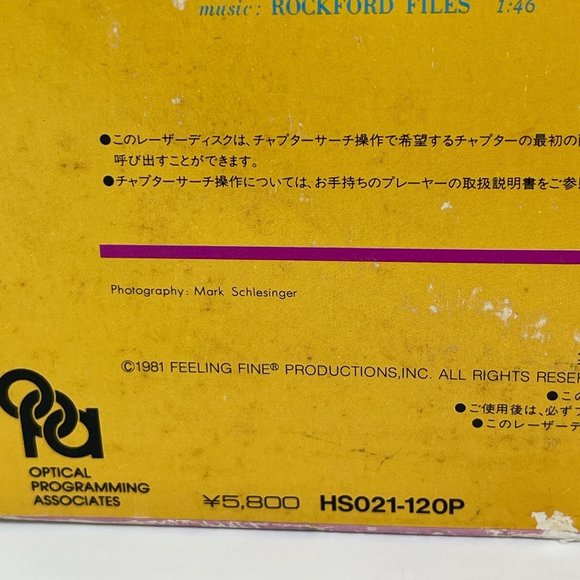 music: ROCKFORD FILES 1:46
●このレーザーディスクは、チャプターサーチ操作で希望するチャプターの最初の
呼び出すことができます。
●チャプターサーチ操作については、お手持ちのプレーヤーの取扱説明書をご参
Photography: Mark Schlesinger
©1981 FEELING FINE® PRODUCTIONS,INC. ALL RIGHTS RESER
●この
●ご使用後は、必ず
●このレーザーデ
opa
OPTICAL
PROGRAMMING
ASSOCIATES
¥5,800 HS021-120P